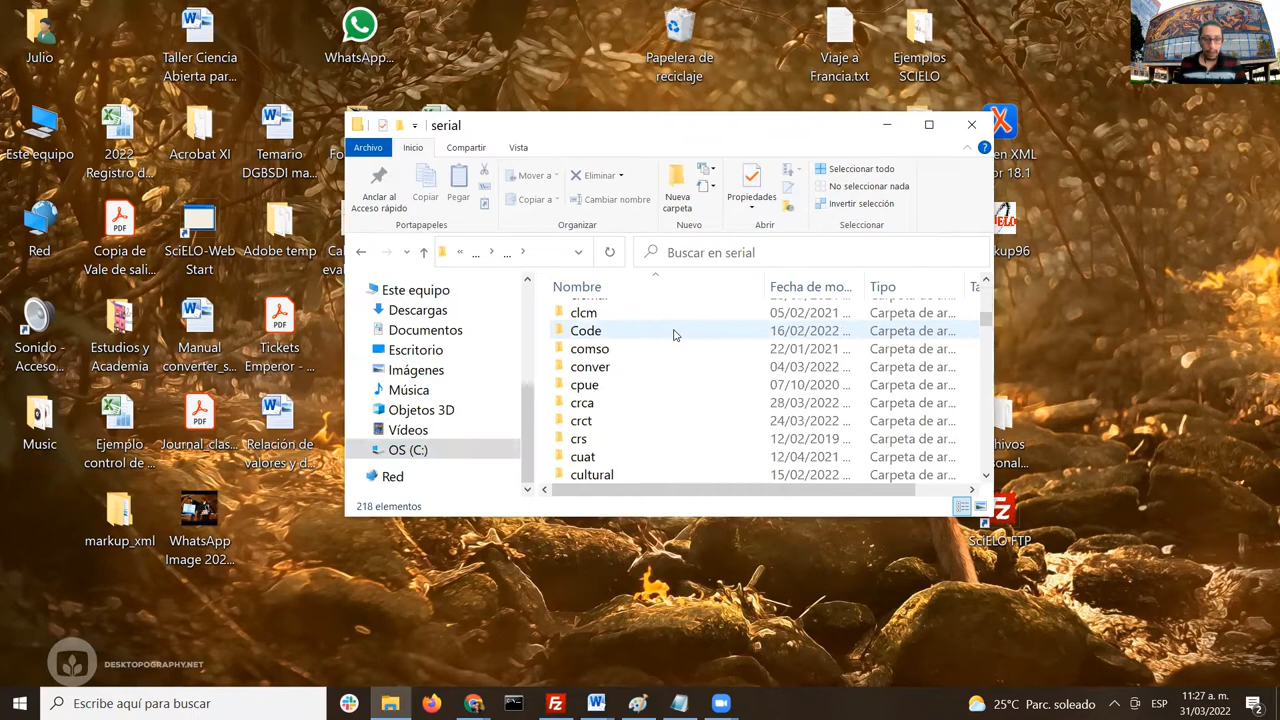 Julio
Taller Ciencia
Abierta par...
WhatsApp...
Papelera de
reciclaje
Viaje a
Francia.txt
Ejemplos
SCIELO
Este equipo
2022
Registro d...
Acrobat XI
Temario
DGBSDI ma...
or 18.1
Red
Copia de
Vale de sali...
SciELO-Web
Start
Adobe temp
kup96
Sonido -
Acceso...
Estudios y
Academia
Manual
converter_s...
Tickets
Emperor - ...
Music
Ejemplo
control de ...
Journal_clas...
Relación de
valores y d...
markup_xml
WhatsApp
Image 202...
SciELO FTP
serial
Archivo
Inicio
Compartir
Vista
Anclar al
Acceso rápido
Copiar
Pegar
Portapapeles
Mover a
Copiar a
Eliminar
Cambiar nombre
Organizar
Nueva
carpeta
Nuevo
Propiedades
Abrir
Seleccionar todo
No seleccionar nada
Invertir selección
Seleccionar
« ... > ... >
Buscar en serial
Este equipo
Descargas
Documentos
Escritorio
Imágenes
Música
Objetos 3D
Vídeos
OS (C:)
Red
Nombre Fecha de mo... Tipo Ta
clcm 05/02/2021 ... Carpeta de ar...
Code 16/02/2022 ... Carpeta de ar...
comso 22/01/2021 ... Carpeta de ar...
conver 04/03/2022 ... Carpeta de ar...
cpue 07/10/2020 ... Carpeta de ar...
crca 28/03/2022 ... Carpeta de ar...
crct 24/03/2022 ... Carpeta de ar...
crs 12/02/2019 ... Carpeta de ar...
cuat 12/04/2021 ... Carpeta de ar...
cultural 15/02/2022 ... Carpeta de ar...
218 elementos
DESKTOPOGRAPHY.NET
Escribe aquí para buscar
25°C Parc. soleado
ESP
11:27 a. m.
31/03/2022
2